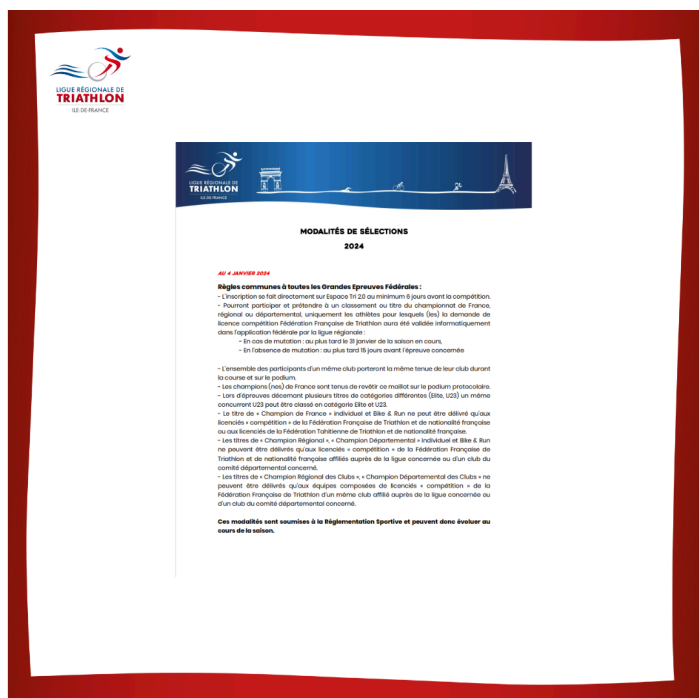 LIGUE RÉGIONALE DE
TRIATHLON
ILE-DE-FRANCE
LIGUE RÉGIONALE DE
TRIATHLON
ILE-DE-FRANCE
MODALITÉS DE SÉLECTIONS
2024
AU 4 JANVIER 2024
Règles communes à toutes les Grandes Epreuves Fédérales :
- L'inscription se fait directement sur Espace Tri 2.0 au minimum 6 jours avant la compétition.
- Pourront participer et prétendre à un classement ou titre du championnat de France,
régional ou départemental, uniquement les athlètes pour lesquels (les) la demande de
licence compétition Fédération Française de Triathlon aura été validée informatiquement
dans l'application fédérale par la ligue régionale :
- En cas de mutation : au plus tard le 31 janvier de la saison en cours,
- En l'absence de mutation : au plus tard 15 jours avant l'épreuve concernée
- L'ensemble des participants d'un même club porteront la même tenue de leur club durant
la course et sur le podium.
- Les champions (nes) de France sont tenus de revêtir ce maillot sur le podium protocolaire.
- Lors d'épreuves décernant plusieurs titres de catégories différentes (Elite, U23) un même
concurrent U23 peut être classé en catégorie Elite et U23.
- Le titre de « Champion de France » individuel et Bike & Run ne peut être délivré qu'aux
licenciés « compétition » de la Fédération Française de Triathlon et de nationalité française
ou aux licenciés de la Fédération Tahitienne de Triathlon et de nationalité française.
- Les titres de « Champion Régional », « Champion Départemental » Individuel et Bike & Run
ne peuvent être délivrés qu'aux licenciés « compétition » de la Fédération Française de
Triathlon et de nationalité française affiliés auprès de la ligue concernée ou d'un club du
comité départemental concerné.
- Les titres de « Champion Régional des Clubs », « Champion Départemental des Clubs » ne
peuvent être délivrés qu'aux équipes composées de licenciés « compétition » de la
Fédération Française de Triathlon d'un même club affilié auprès de la ligue concernée ou
d'un club du comité départemental concerné.
Ces modalités sont soumises à la Réglementation Sportive et peuvent donc évoluer au
cours de la saison.